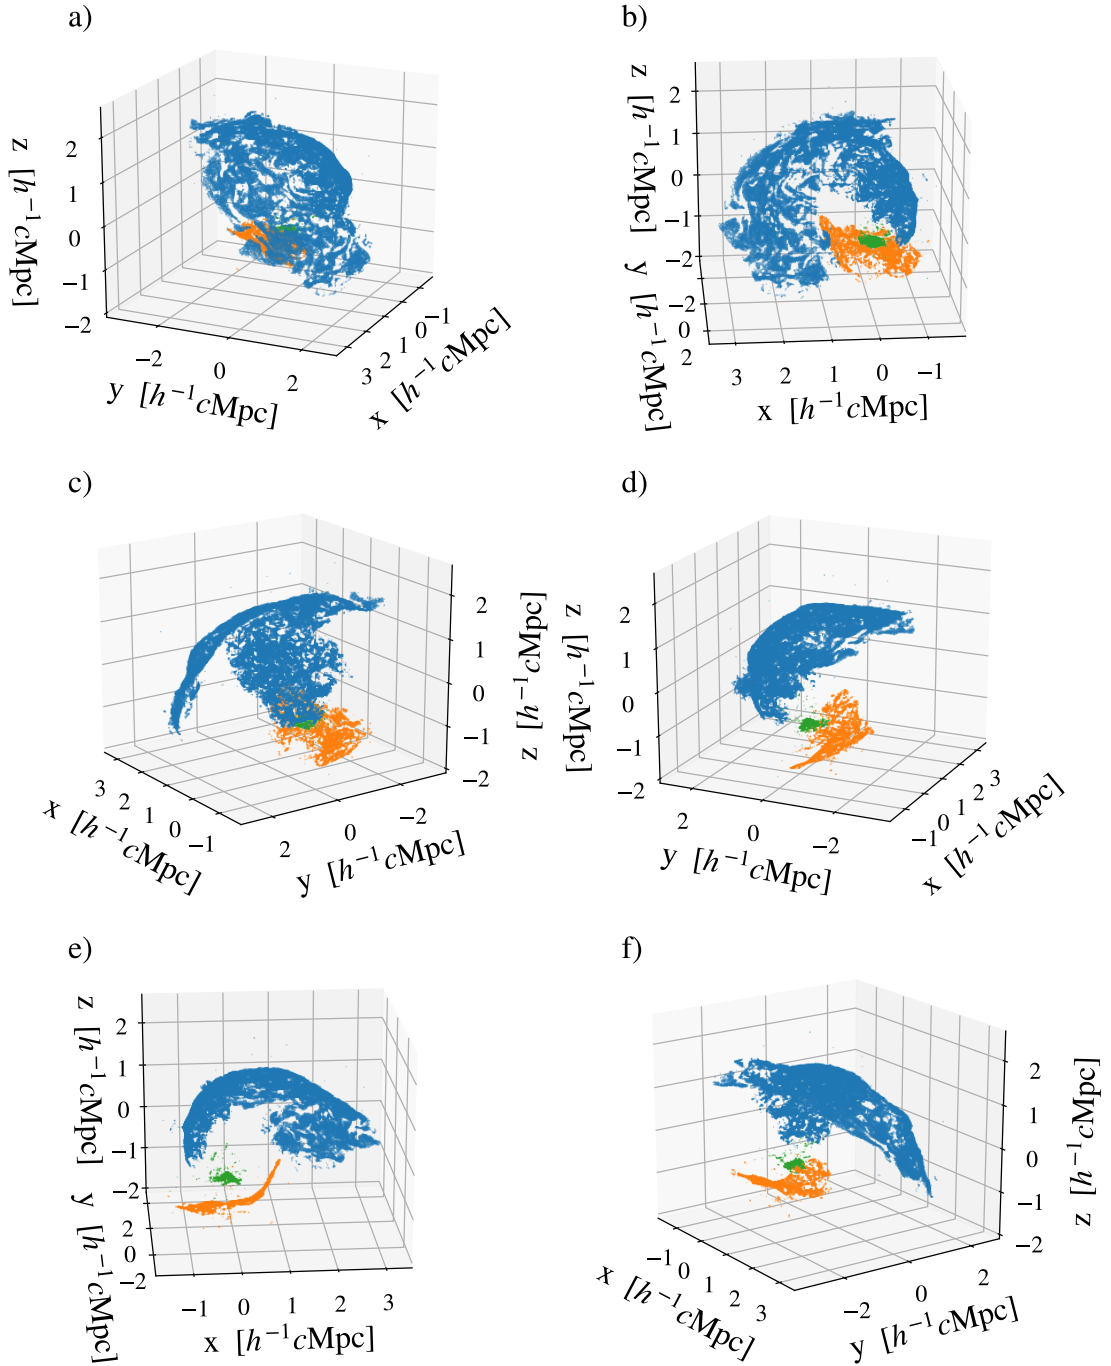 a)
z [h⁻¹cMpc]
2
1
0
−1
−2
−2
0
2
y [h⁻¹cMpc]
3 2 1 0 −1
x [h⁻¹cMpc]
b)
z [h⁻¹cMpc]
2
1
0
−1
−2
y [h⁻¹cMpc]
−2
0
2
3 2 1 0 −1
x [h⁻¹cMpc]
c)
z [h⁻¹cMpc]
2
1
0
−1
−2
3 2 1 0 −1
x [h⁻¹cMpc]
2 0 −2
y [h⁻¹cMpc]
d)
z [h⁻¹cMpc]
2
1
0
−1
−2
2 0 −2
y [h⁻¹cMpc]
−1 0 1 2 3
x [h⁻¹cMpc]
e)
z [h⁻¹cMpc]
2
1
0
−1
−2
y [h⁻¹cMpc]
2
0
−2
−1 0 1 2 3
x [h⁻¹cMpc]
f)
z [h⁻¹cMpc]
2
1
0
−1
−2
−1 0 1 2 3
x [h⁻¹cMpc]
−2 0 2
y [h⁻¹cMpc]